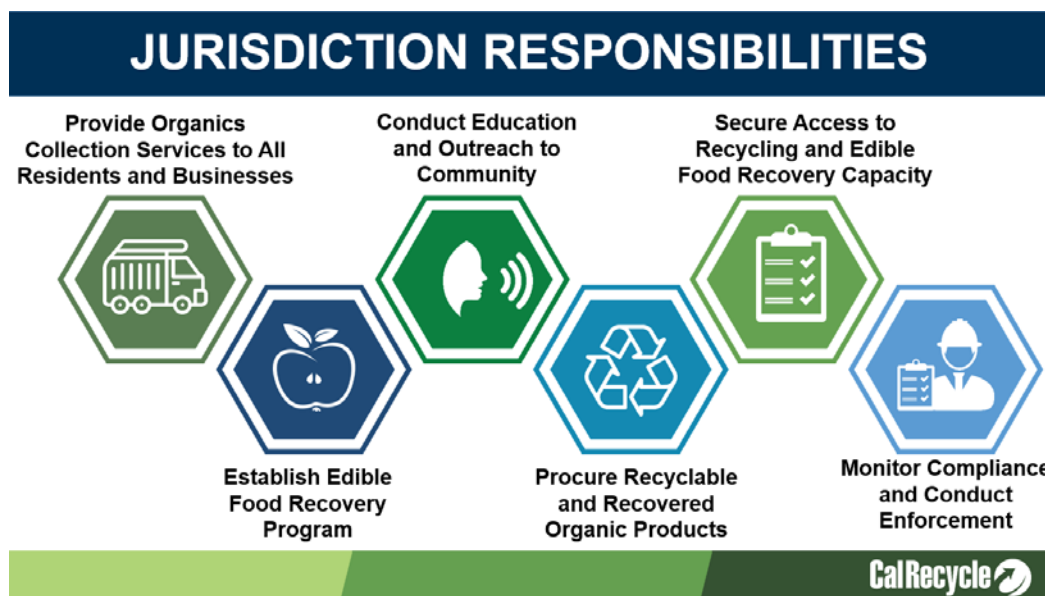 JURISDICTION RESPONSIBILITIES
Provide Organics
Collection Services to All
Residents and Businesses
Conduct Education
and Outreach to
Community
Secure Access to
Recycling and Edible
Food Recovery Capacity
Establish Edible
Food Recovery
Program
Procure Recyclable
and Recovered
Organic Products
Monitor Compliance
and Conduct
Enforcement
CalRecycle